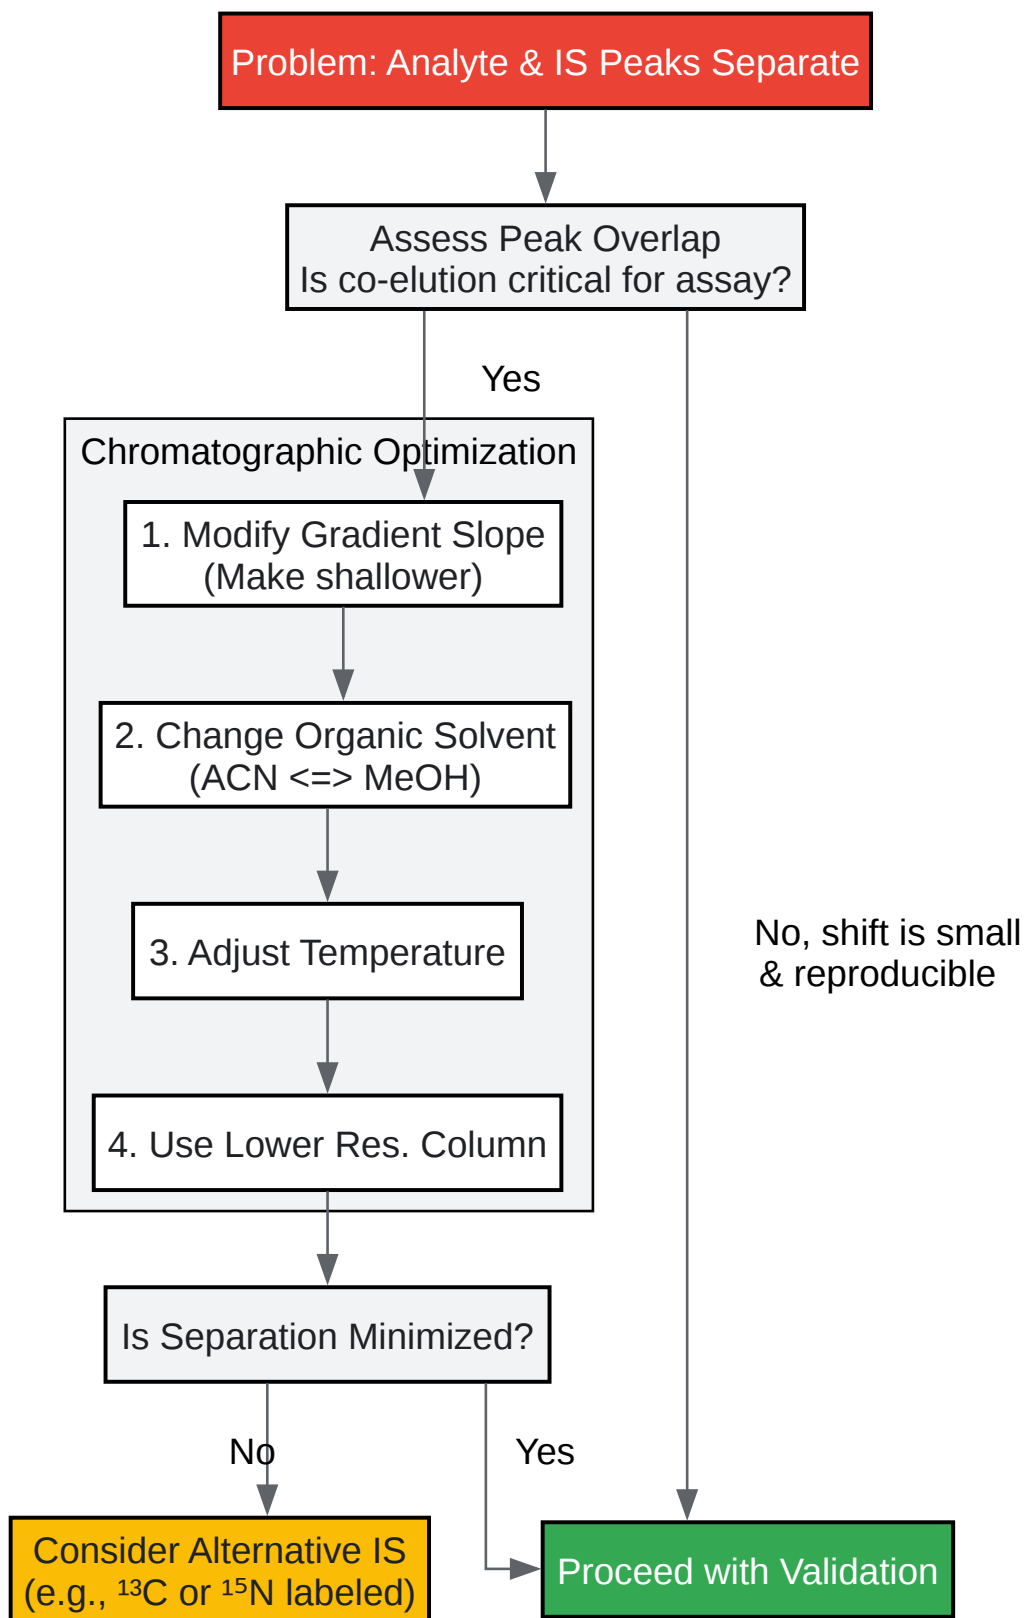 Problem: Analyte & IS Peaks Separate
Assess Peak Overlap
Is co-elution critical for assay?
Yes
Chromatographic Optimization
1. Modify Gradient Slope
(Make shallower)
2. Change Organic Solvent
(ACN <=> MeOH)
3. Adjust Temperature
No, shift is small
& reproducible
4. Use Lower Res. Column
Is Separation Minimized?
No
Yes
Consider Alternative IS
(e.g., ¹³C or ¹⁵N labeled)
Proceed with Validation